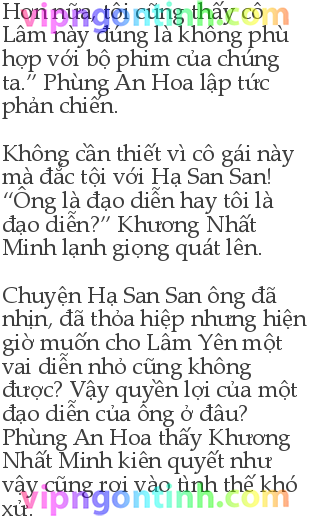 vipngontinh.com
Hơn nữa, tôi cũng thấy cô
Lâm này đúng là không phù
hợp với bộ phim của chúng
ta.” Phùng An Hoa lập tức
phản chiến.
Không cần thiết vì cô gái này
mà đắc tội với Hạ San San!
“Ông là đạo diễn hay tôi là
đạo diễn?” Khương Nhất
Minh lạnh giọng quát lên.
Chuyện Hạ San San ông đã
nhịn, đã thỏa hiệp nhưng hiện
giờ muốn cho Lâm Yên một
vai diễn nhỏ cũng không
được? Vậy quyền lợi của một
đạo diễn của ông ở đâu?
Phùng An Hoa thấy Khương
Nhất Minh kiên quyết như
vậy cũng rơi vào tình thế khó
xử.
vipngontinh.com